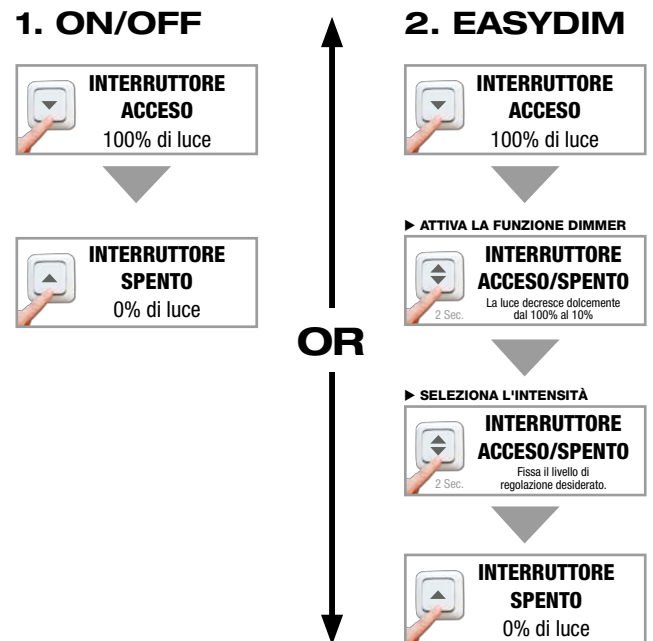 1. ON/OFF
INTERRUTTORE
ACCESO
100% di luce
INTERRUTTORE
SPENTO
0% di luce
OR
2. EASYDIM
INTERRUTTORE
ACCESO
100% di luce
▶ ATTIVA LA FUNZIONE DIMMER
INTERRUTTORE
ACCESO/SPENTO
La luce decresce dolcemente
dal 100% al 10%
2 Sec.
▶ SELEZIONA L'INTENSITÀ
INTERRUTTORE
ACCESO/SPENTO
Fissa il livello di
regolazione desiderato.
2 Sec.
INTERRUTTORE
SPENTO
0% di luce